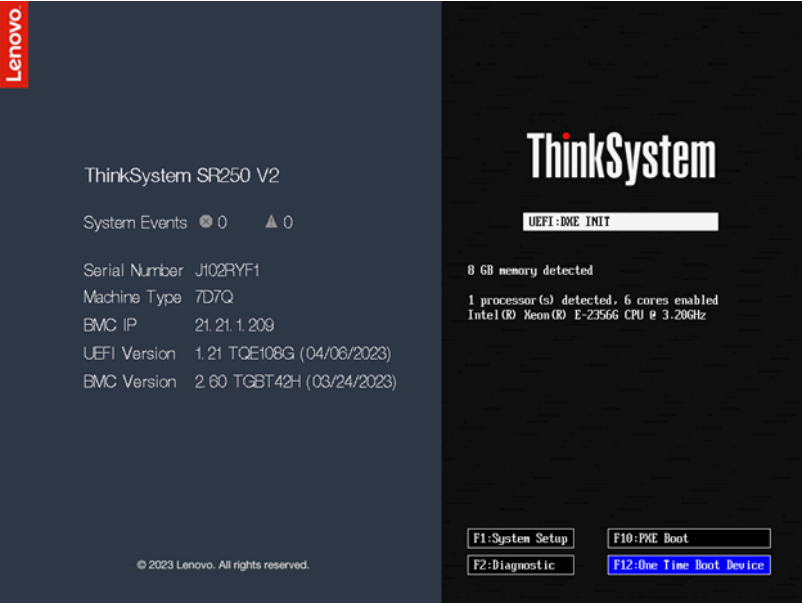 Lenovo.
ThinkSystem SR250 V2
System Events 0 0
Serial Number J102RYF1
Machine Type 7D7Q
BMC IP 21.21.1.209
UEFI Version 1.21 TQE108G (04/06/2023)
BMC Version 2.60 TGBT42H (03/24/2023)
© 2023 Lenovo. All rights reserved.
ThinkSystem
UEFI:DXE INIT
8 GB memory detected
1 processor(s) detected, 6 cores enabled
Intel(R) Xeon(R) E-2356G CPU @ 3.20GHz
F1:System Setup
F10:PXE Boot
F2:Diagnostic
F12:One Time Boot Device